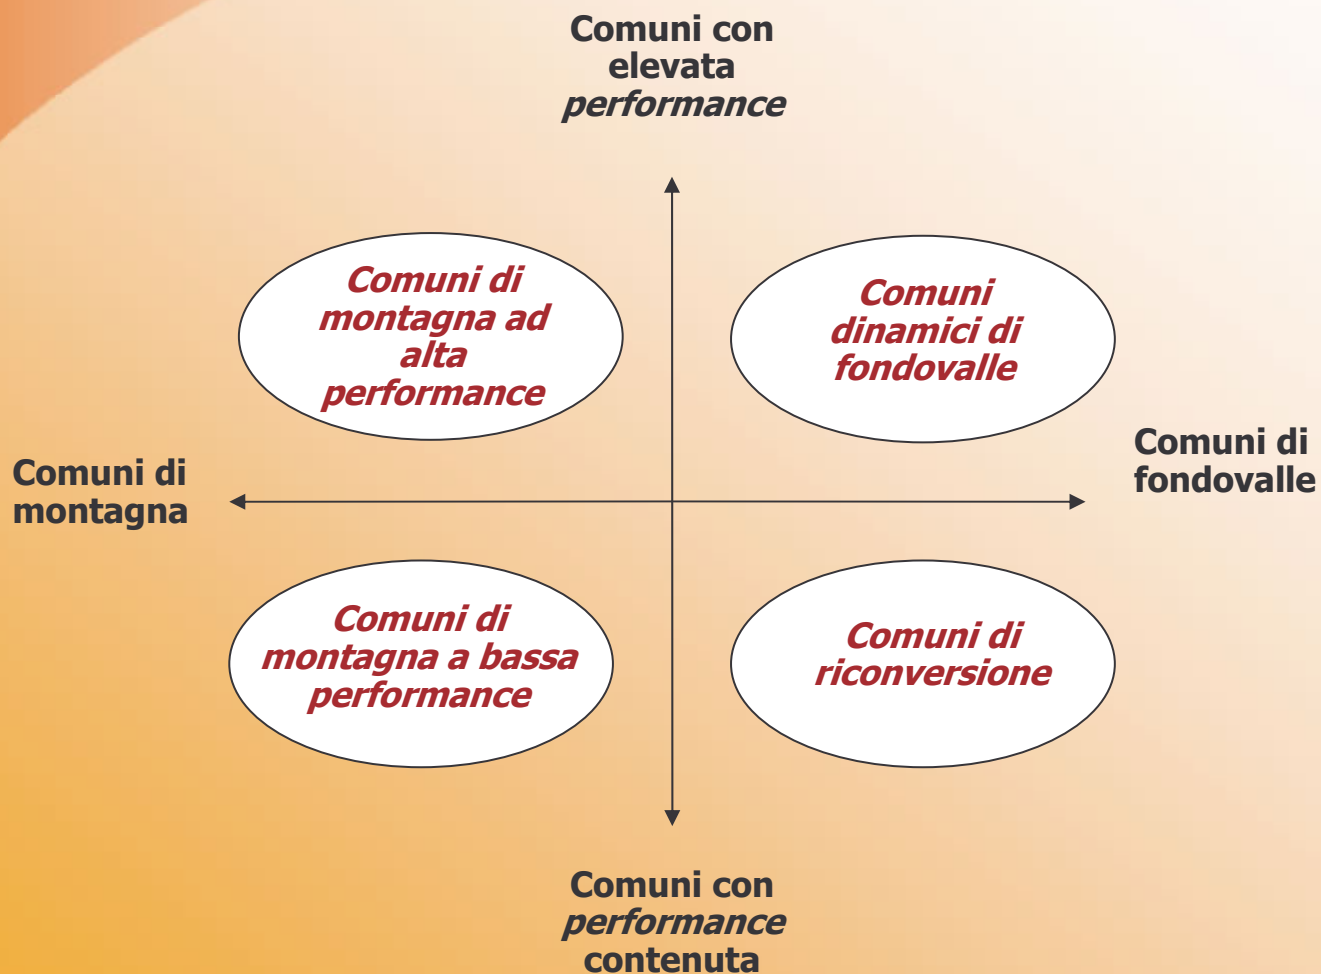 Comuni con
elevata
performance
Comuni di
montagna ad
alta
performance
Comuni
dinamici di
fondovalle
Comuni di
montagna
Comuni di
fondovalle
Comuni di
montagna a bassa
performance
Comuni di
riconversione
Comuni con
performance
contenuta